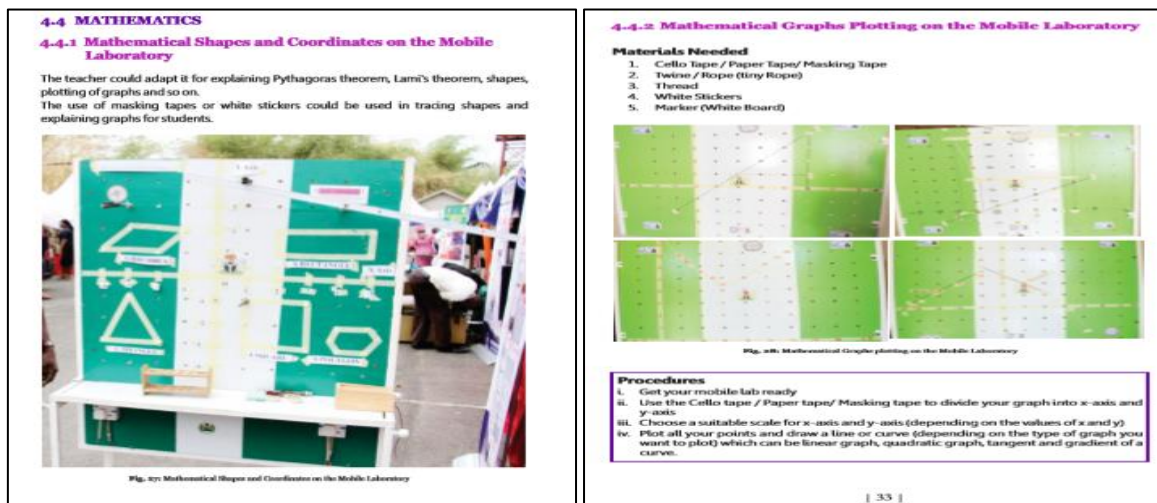 4.4 MATHEMATICS
4.4.1 Mathematical Shapes and Coordinates on the Mobile
Laboratory
The teacher could adapt it for explaining Pythagoras theorem, Lami's theorem, shapes,
plotting of graphs and so on.
The use of masking tapes or white stickers could be used in tracing shapes and
explaining graphs for students.
Fig. 27: Mathematical Shapes and Coordinates on the Mobile Laboratory
4.4.2 Mathematical Graphs Plotting on the Mobile Laboratory
Materials Needed
1. Cello Tape / Paper Tape/ Masking Tape
2. Twine / Rope (tiny Rope)
3. Thread
4. White Stickers
5. Marker (White Board)
Fig. 28: Mathematical Graphs plotting on the Mobile Laboratory
Procedures
i. Get your mobile lab ready
ii. Use the Cello tape / Paper tape/ Masking tape to divide your graph into x-axis and
y-axis
iii. Choose a suitable scale for x-axis and y-axis (depending on the values of x and y)
iv. Plot all your points and draw a line or curve (depending on the type of graph you
want to plot) which can be linear graph, quadratic graph, tangent and gradient of a
curve.
| 33 |